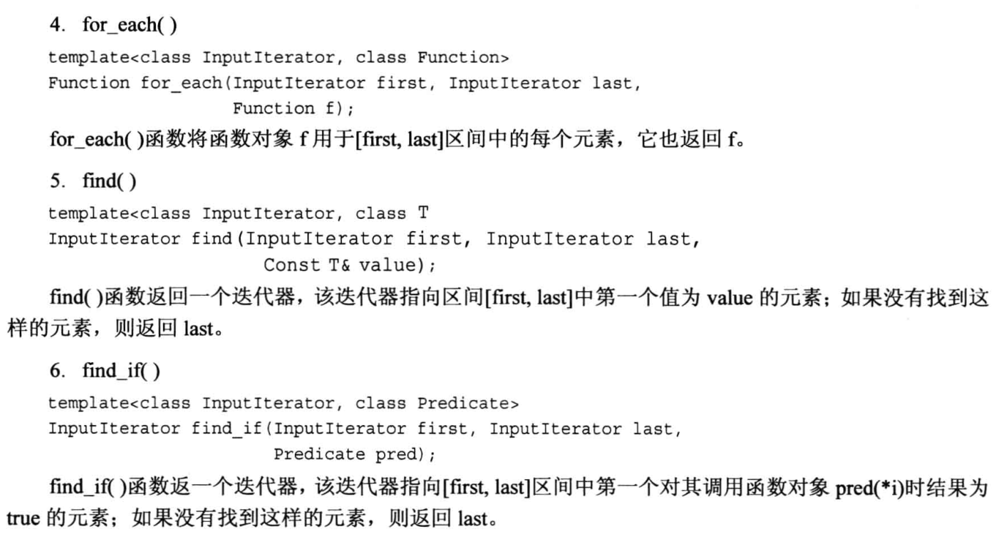 4. for_each( )
template<class InputIterator, class Function>
Function for_each(InputIterator first, InputIterator last,
Function f);
for_each( )函数将函数对象 f 用于[first, last]区间中的每个元素，它也返回 f。
5. find( )
template<class InputIterator, class T
InputIterator find(InputIterator first, InputIterator last,
Const T& value);
find( )函数返回一个迭代器，该迭代器指向区间[first, last]中第一个值为 value 的元素；如果没有找到这
样的元素，则返回 last。
6. find_if( )
template<class InputIterator, class Predicate>
InputIterator find_if(InputIterator first, InputIterator last,
Predicate pred);
find_if( )函数返一个迭代器，该迭代器指向[first, last]区间中第一个对其调用函数对象 pred(*i)时结果为
true 的元素；如果没有找到这样的元素，则返回 last。